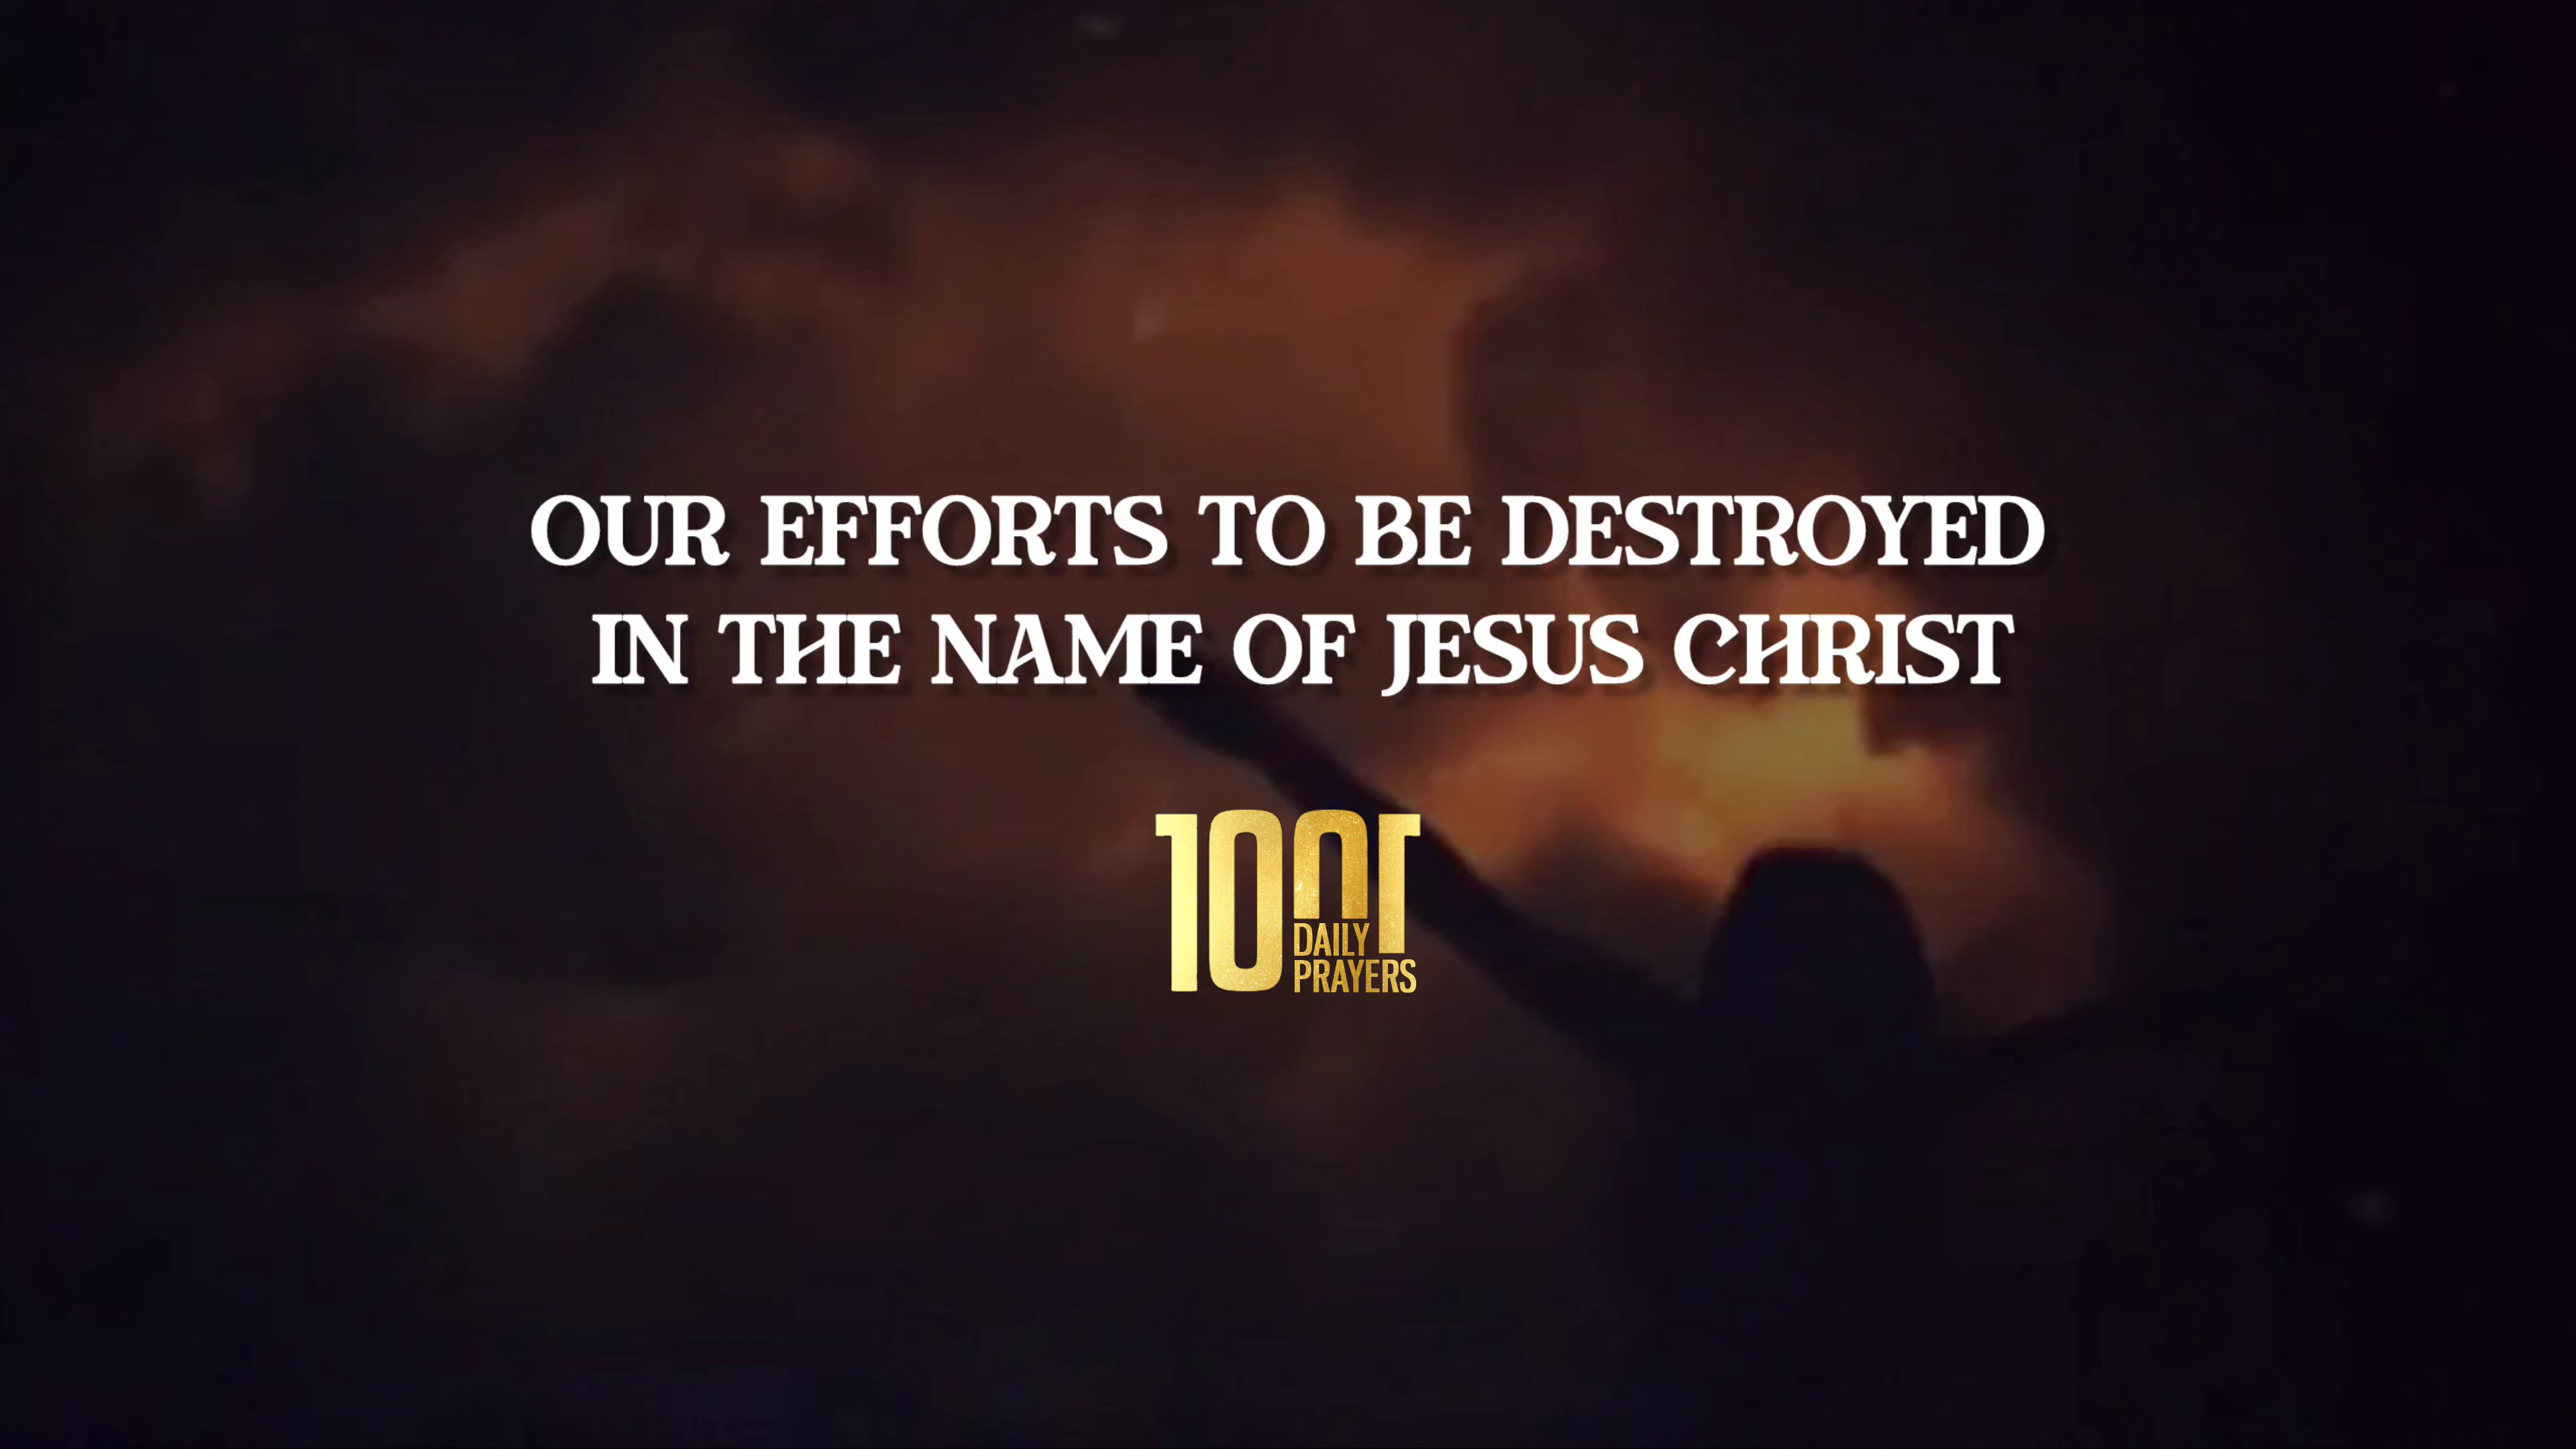 OUR EFFORTS TO BE DESTROYED
IN THE NAME OF JESUS CHRIST
1001
DAILY
PRAYERS